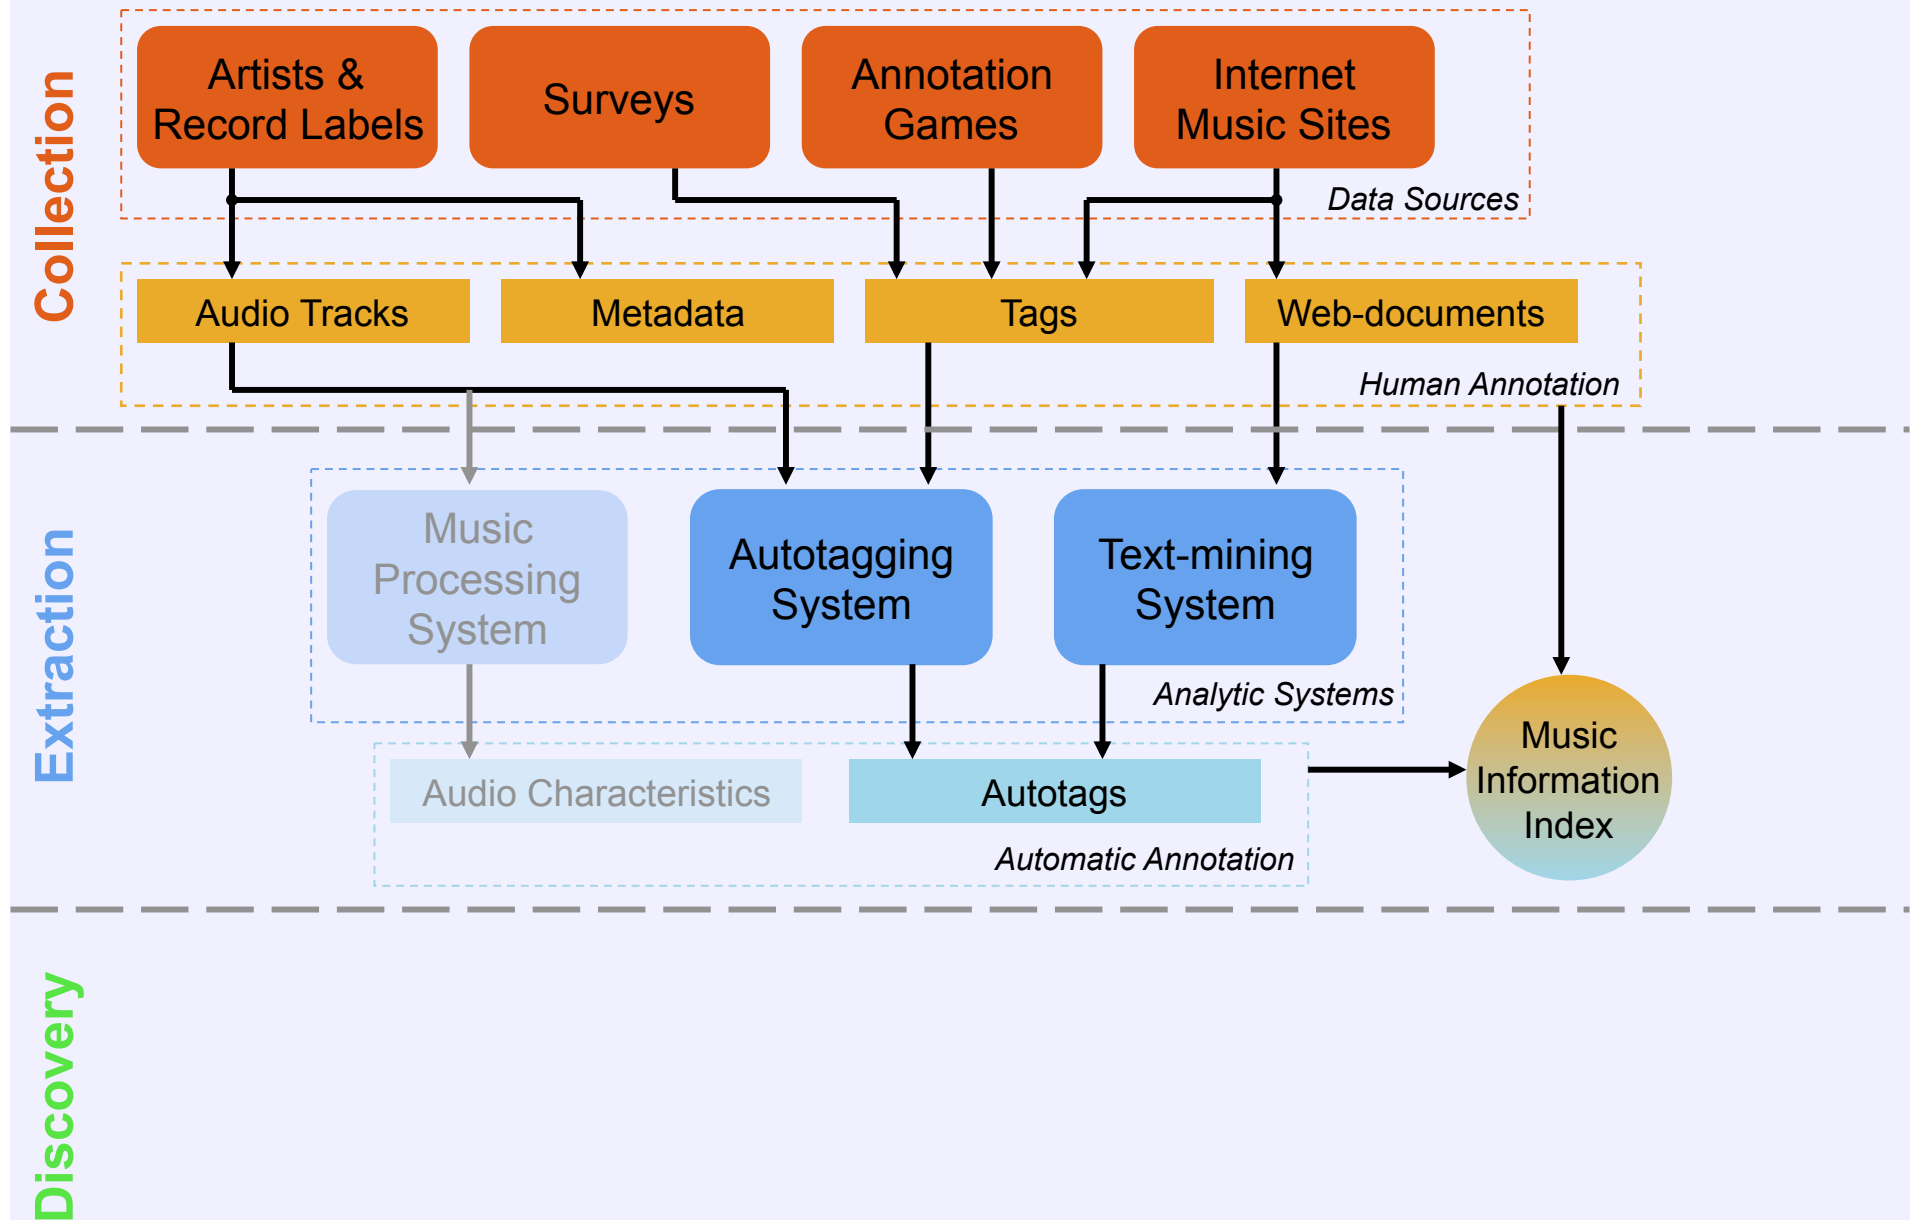 Collection
Artists &
Record Labels
Surveys
Annotation
Games
Internet
Music Sites
Data Sources
Audio Tracks
Metadata
Tags
Web-documents
Human Annotation
Extraction
Music
Processing
System
Autotagging
System
Text-mining
System
Analytic Systems
Audio Characteristics
Autotags
Automatic Annotation
Music
Information
Index
Discovery